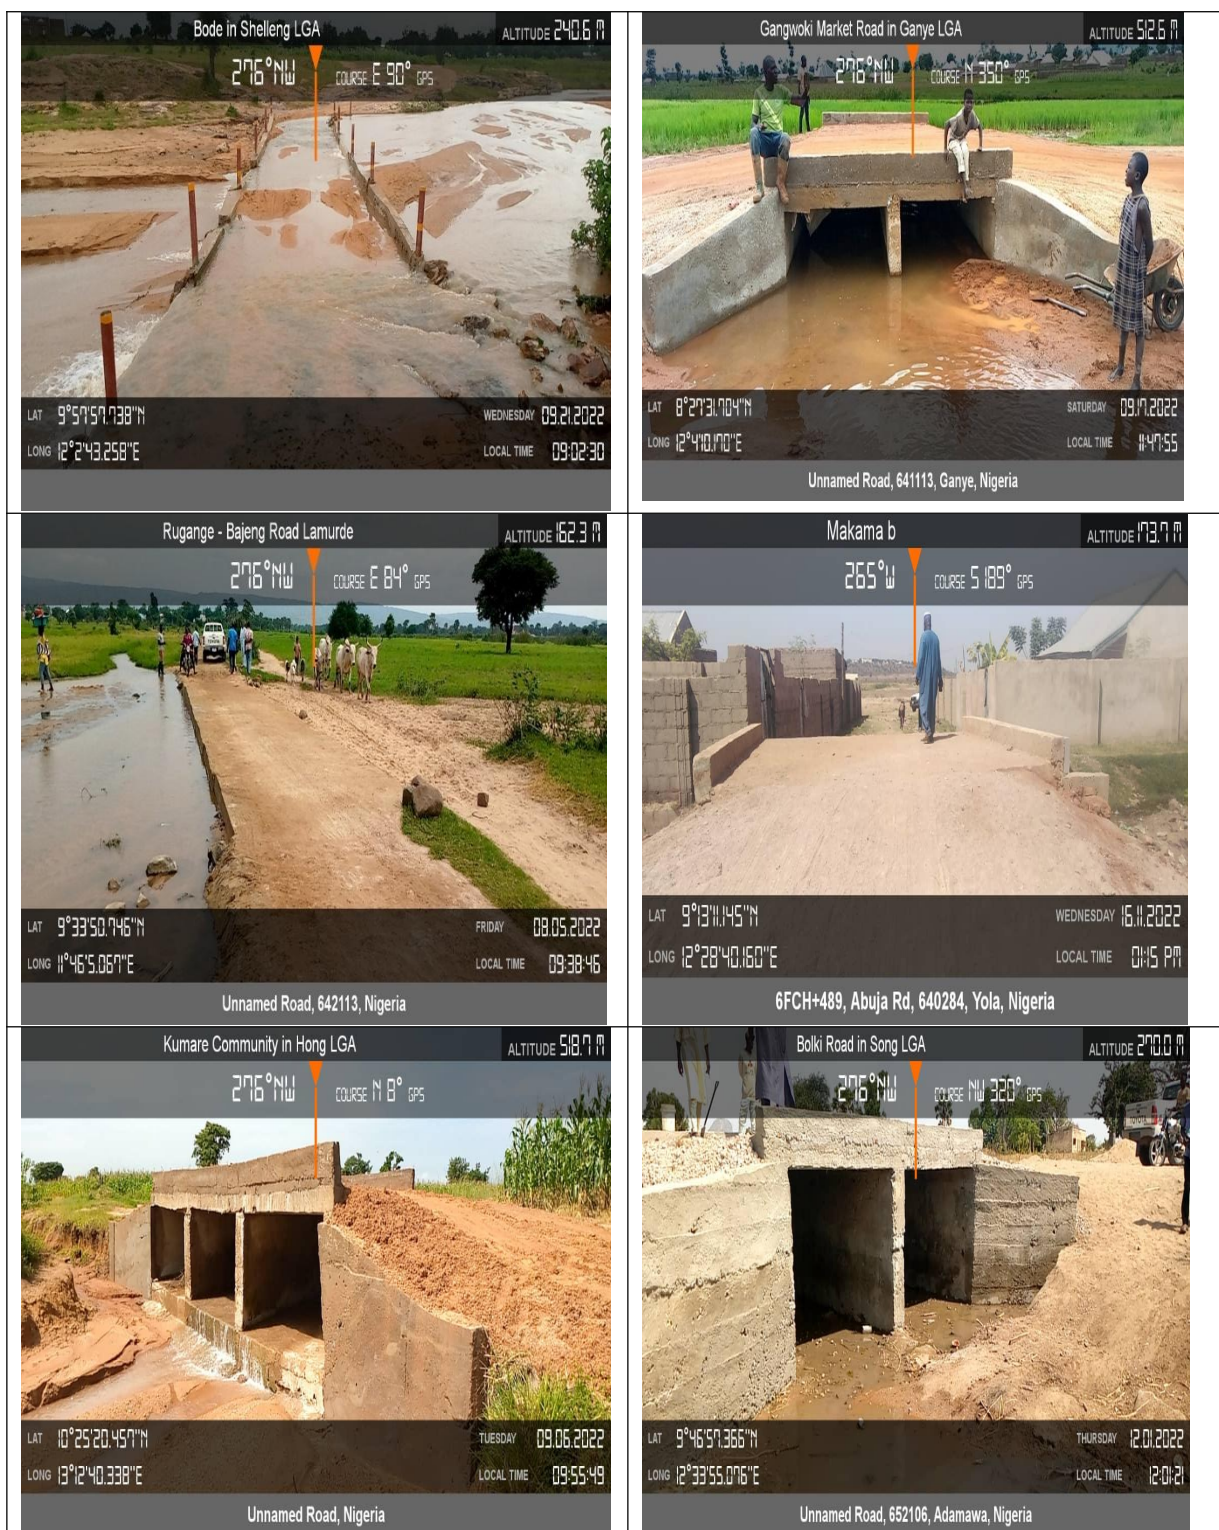 Bode in Shelleng LGA
ALTITUDE 240.6 m
276°NW COURSE E 90° GPS
LAT 9°57'57.738"N WEDNESDAY 09.21.2022
LONG 12°2'43.258"E LOCAL TIME 09:02:30
Gangwoki Market Road in Ganye LGA
ALTITUDE 512.6 m
276°NW COURSE N 350° GPS
LAT 8°27'31.704"N SATURDAY 09.17.2022
LONG 12°4'10.170"E LOCAL TIME 11:47:55
Unnamed Road, 641113, Ganye, Nigeria
Rugange - Bajeng Road Lamurde
ALTITUDE 162.3 m
276°NW COURSE E 84° GPS
LAT 9°33'50.746"N FRIDAY 08.05.2022
LONG 11°46'5.067"E LOCAL TIME 09:38:46
Unnamed Road, 642113, Nigeria
Makama b
ALTITUDE 173.7 m
265°W COURSE S 189° GPS
LAT 9°13'11.145"N WEDNESDAY 16.11.2022
LONG 12°28'40.160"E LOCAL TIME 01:15 PM
6FCH+489, Abuja Rd, 640284, Yola, Nigeria
Kumare Community in Hong LGA
ALTITUDE 518.7 m
276°NW COURSE N 8° GPS
LAT 10°25'20.457"N TUESDAY 09.06.2022
LONG 13°12'40.338"E LOCAL TIME 09:55:49
Unnamed Road, Nigeria
Bolki Road in Song LGA
ALTITUDE 270.0 m
276°NW COURSE NW 320° GPS
LAT 9°46'57.366"N THURSDAY 12.01.2022
LONG 12°33'55.076"E LOCAL TIME 12:01:21
Unnamed Road, 652106, Adamawa, Nigeria